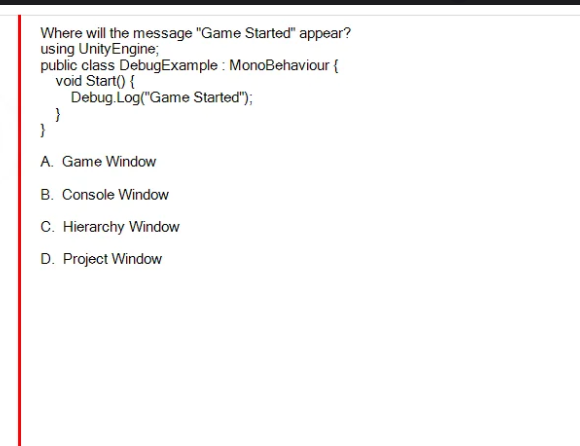 Where will the message "Game Started" appear?
using UnityEngine;
public class DebugExample : MonoBehaviour {
void Start() {
Debug.Log("Game Started");
}
}
A. Game Window
B. Console Window
C. Hierarchy Window
D. Project Window